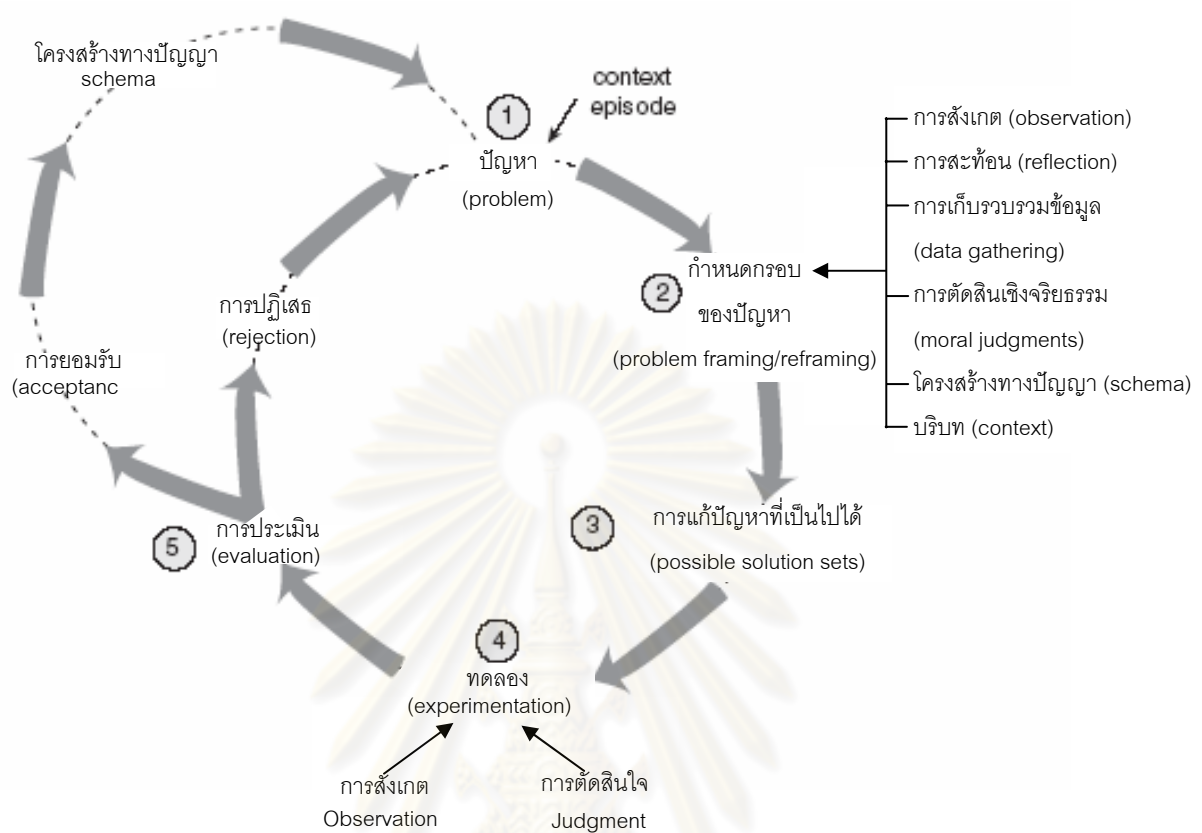 โครงสร้างทางปัญญา
schema
context
episode
1
ปัญหา
(problem)
การสังเกต (observation)
การสะท้อน (reflection)
การเก็บรวบรวมข้อมูล
(data gathering)
การตัดสินเชิงจริยธรรม
(moral judgments)
โครงสร้างทางปัญญา (schema)
บริบท (context)
2
กำหนดกรอบ
ของปัญหา
(problem framing/reframing)
การปฏิเสธ
(rejection)
การยอมรับ
(acceptanc
3
การแก้ปัญหาที่เป็นไปได้
(possible solution sets)
5
การประเมิน
(evaluation)
4
ทดลอง
(experimentation)
การสังเกต
Observation
การตัดสินใจ
Judgment